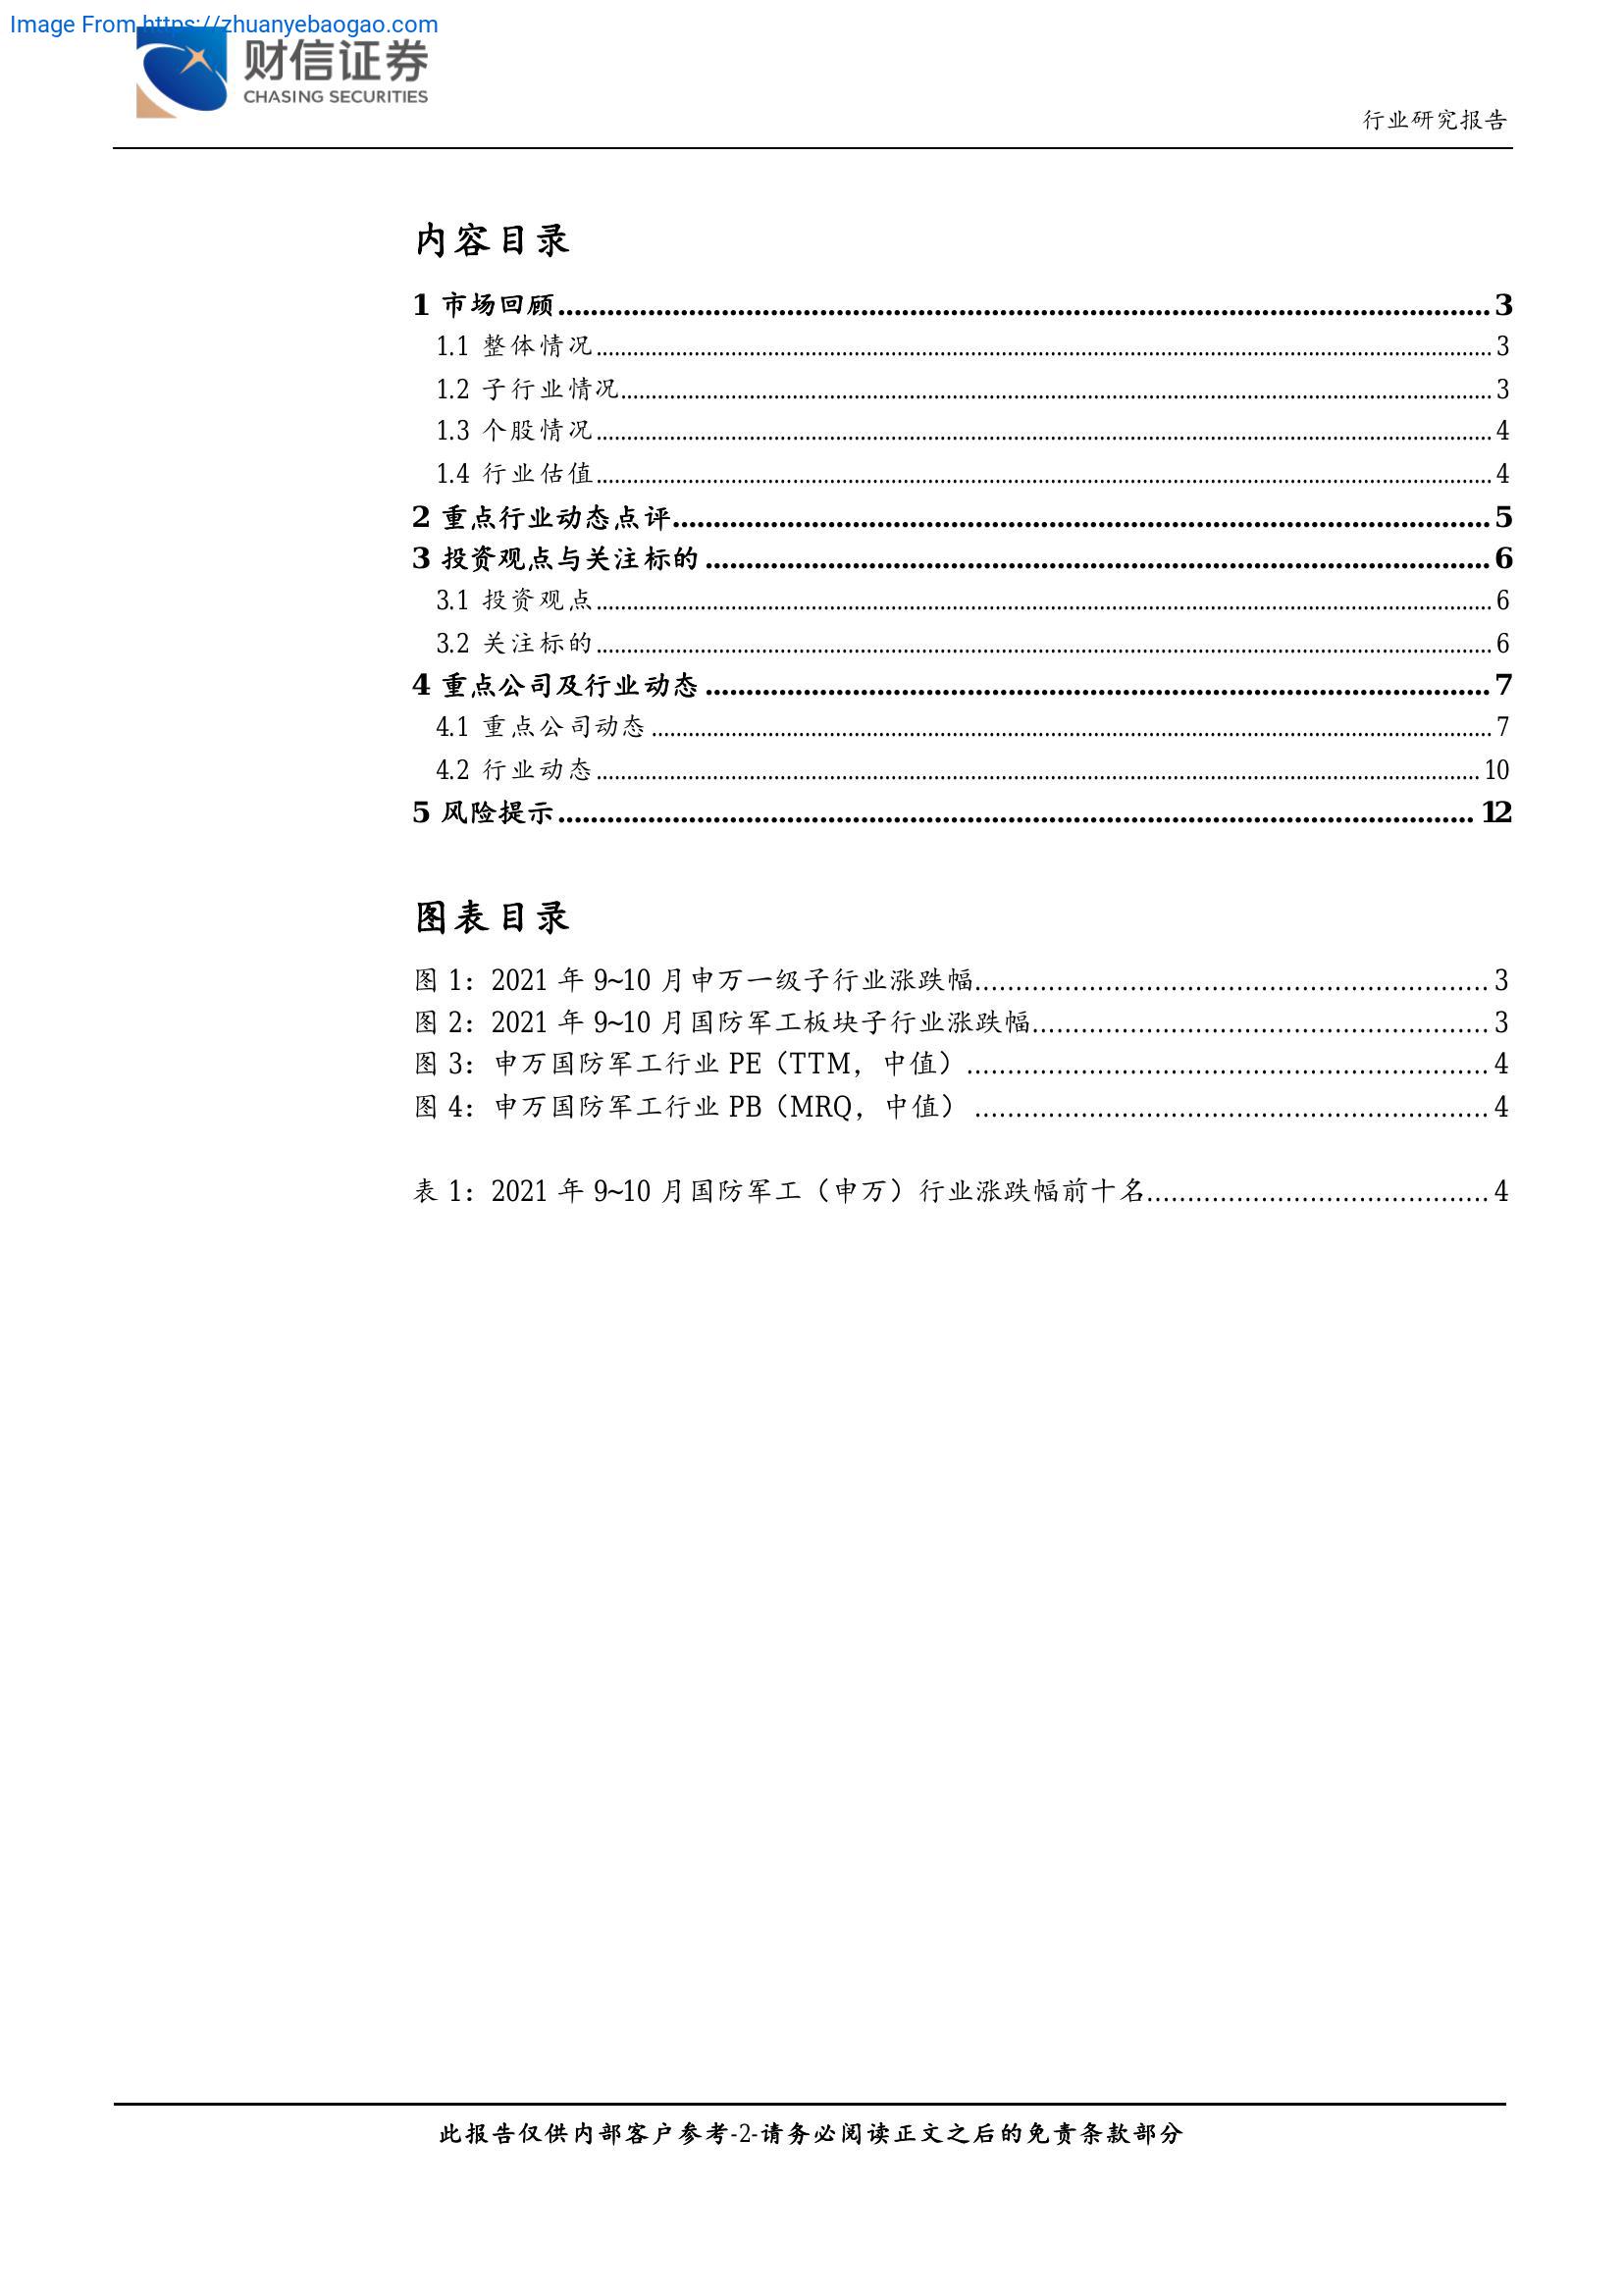 Image From https://zhuanyebaogao.com
财信证券
CHASING SECURITIES
行业研究报告
内容目录
1 市场回顾........................................ 3
1.1 整体情况........................................ 3
1.2 子行业情况........................................ 3
1.3 个股情况........................................ 4
1.4 行业估值........................................ 4
2 重点行业动态点评........................................ 5
3 投资观点与关注标的........................................ 6
3.1 投资观点........................................ 6
3.2 关注标的........................................ 6
4 重点公司及行业动态........................................ 7
4.1 重点公司动态........................................ 7
4.2 行业动态........................................ 10
5 风险提示........................................ 12
图表目录
图 1：2021 年 9~10 月申万一级子行业涨跌幅........................................ 3
图 2：2021 年 9~10 月国防军工板块子行业涨跌幅........................................ 3
图 3：申万国防军工行业 PE（TTM，中值）........................................ 4
图 4：申万国防军工行业 PB（MRQ，中值）........................................ 4
表 1：2021 年 9~10 月国防军工（申万）行业涨跌幅前十名........................................ 4
此报告仅供内部客户参考-2-请务必阅读正文之后的免责条款部分